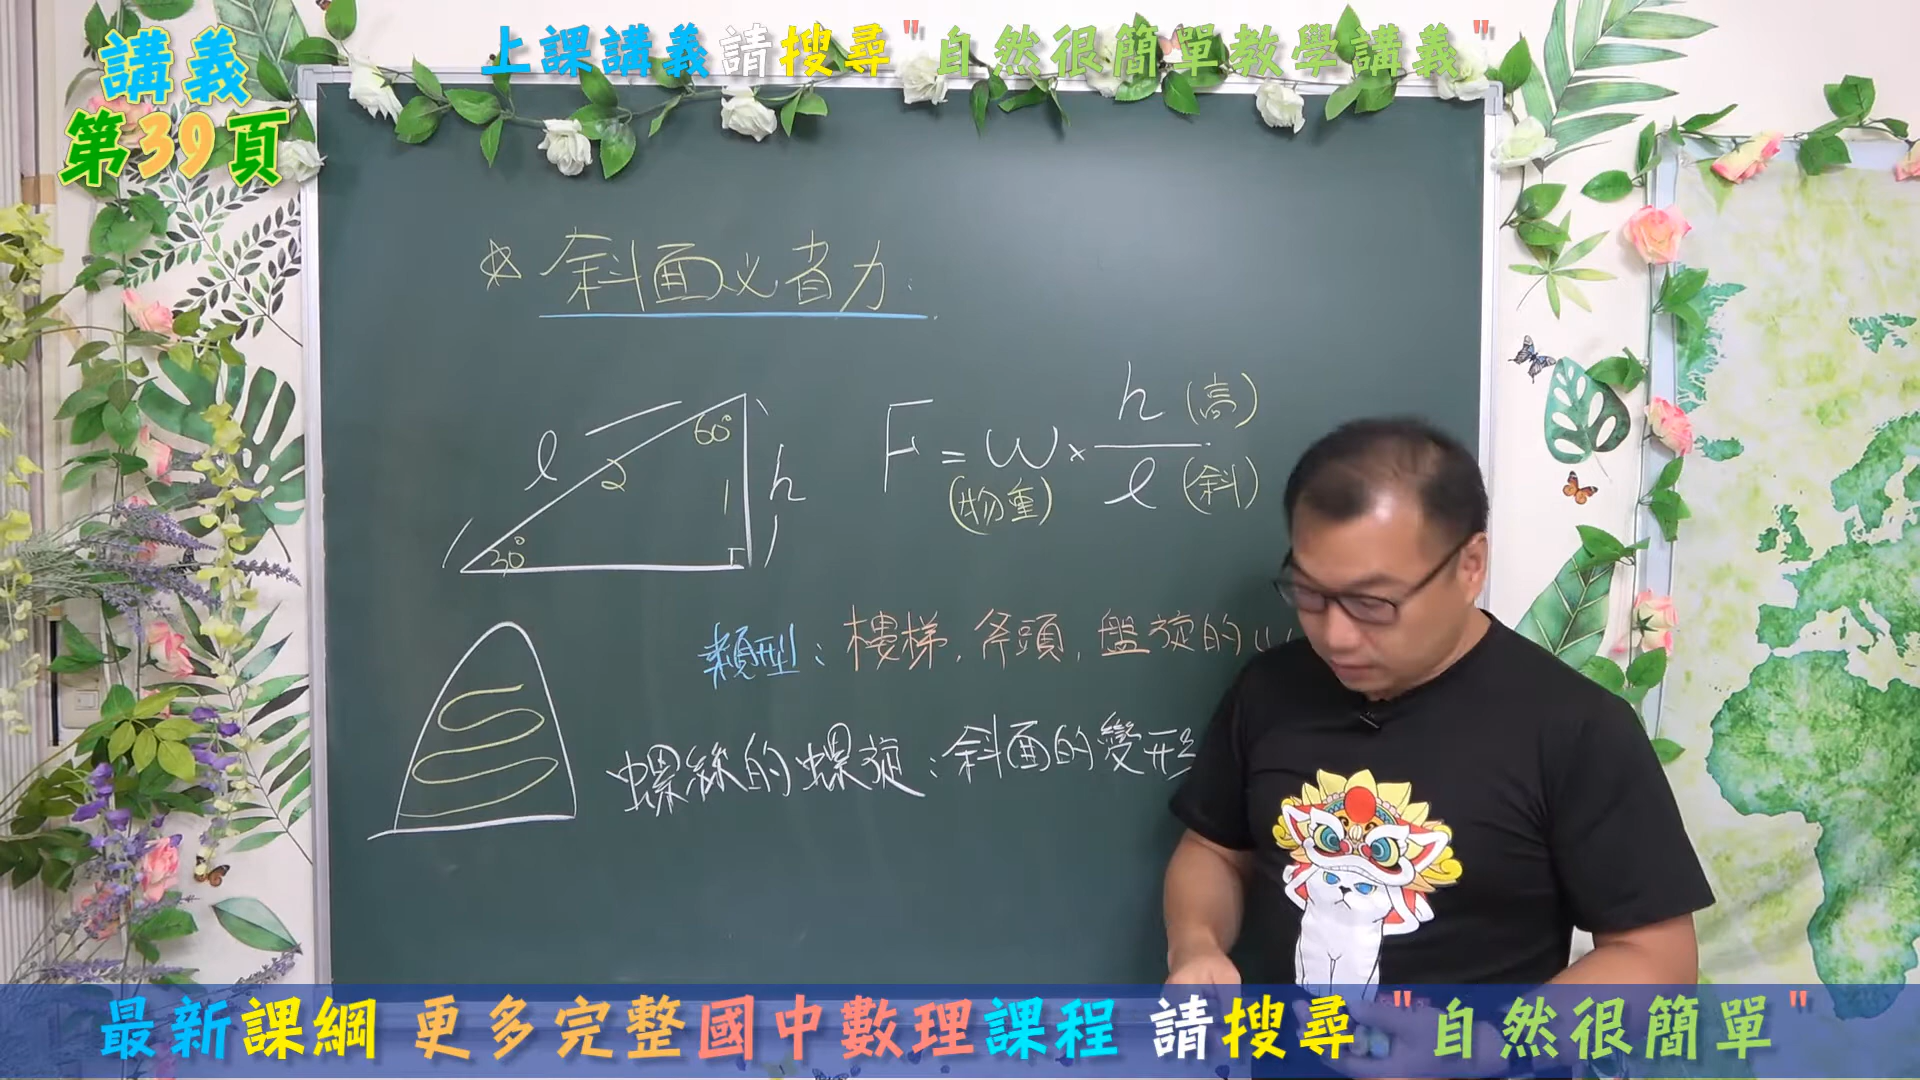 上課講義請搜尋"自然很簡單教學講義"
講義
第39頁
☆ 斜面必省力:
ℓ 2 60° 1 h 30°
F = W × h (高)
(物重) ℓ (斜)
類型: 樓梯, 斧頭, 盤旋的山
螺絲的螺旋: 斜面的變形
最新課綱 更多完整國中數理課程 請搜尋"自然很簡單"